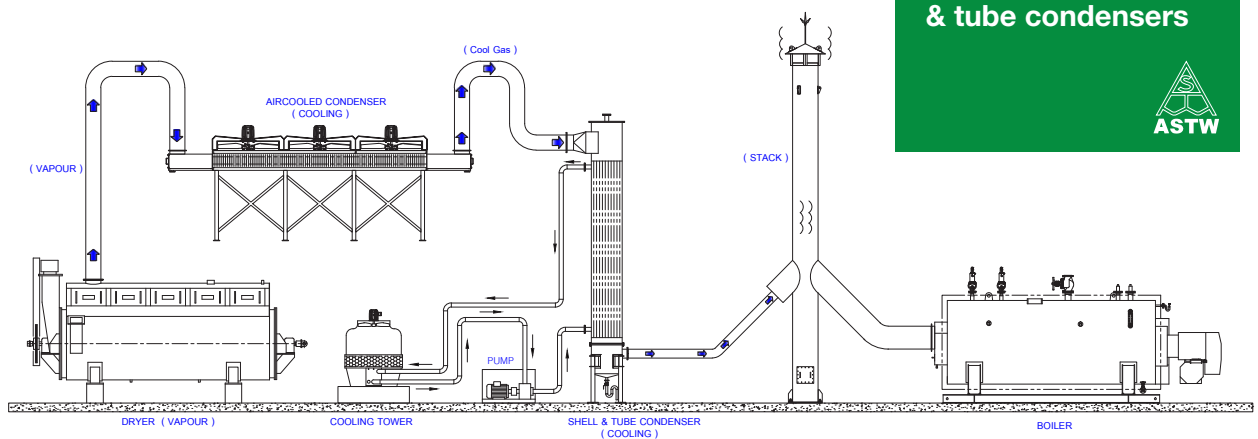 & tube condensers
S
ASTW
( Cool Gas )
AIRCOOLED CONDENSER
( COOLING )
( VAPOUR )
( STACK )
PUMP
DRYER ( VAPOUR )
COOLING TOWER
SHELL & TUBE CONDENSER
( COOLING )
BOILER